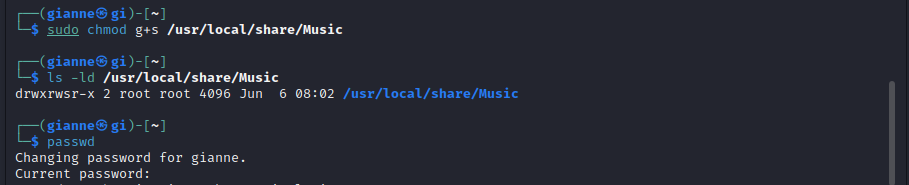 ┌──(gianne㉿gi)-[~]
└─$ sudo chmod g+s /usr/local/share/Music
┌──(gianne㉿gi)-[~]
└─$ ls -ld /usr/local/share/Music
drwxrwsr-x 2 root root 4096 Jun  6 08:02 /usr/local/share/Music
┌──(gianne㉿gi)-[~]
└─$ passwd
Changing password for gianne.
Current password: